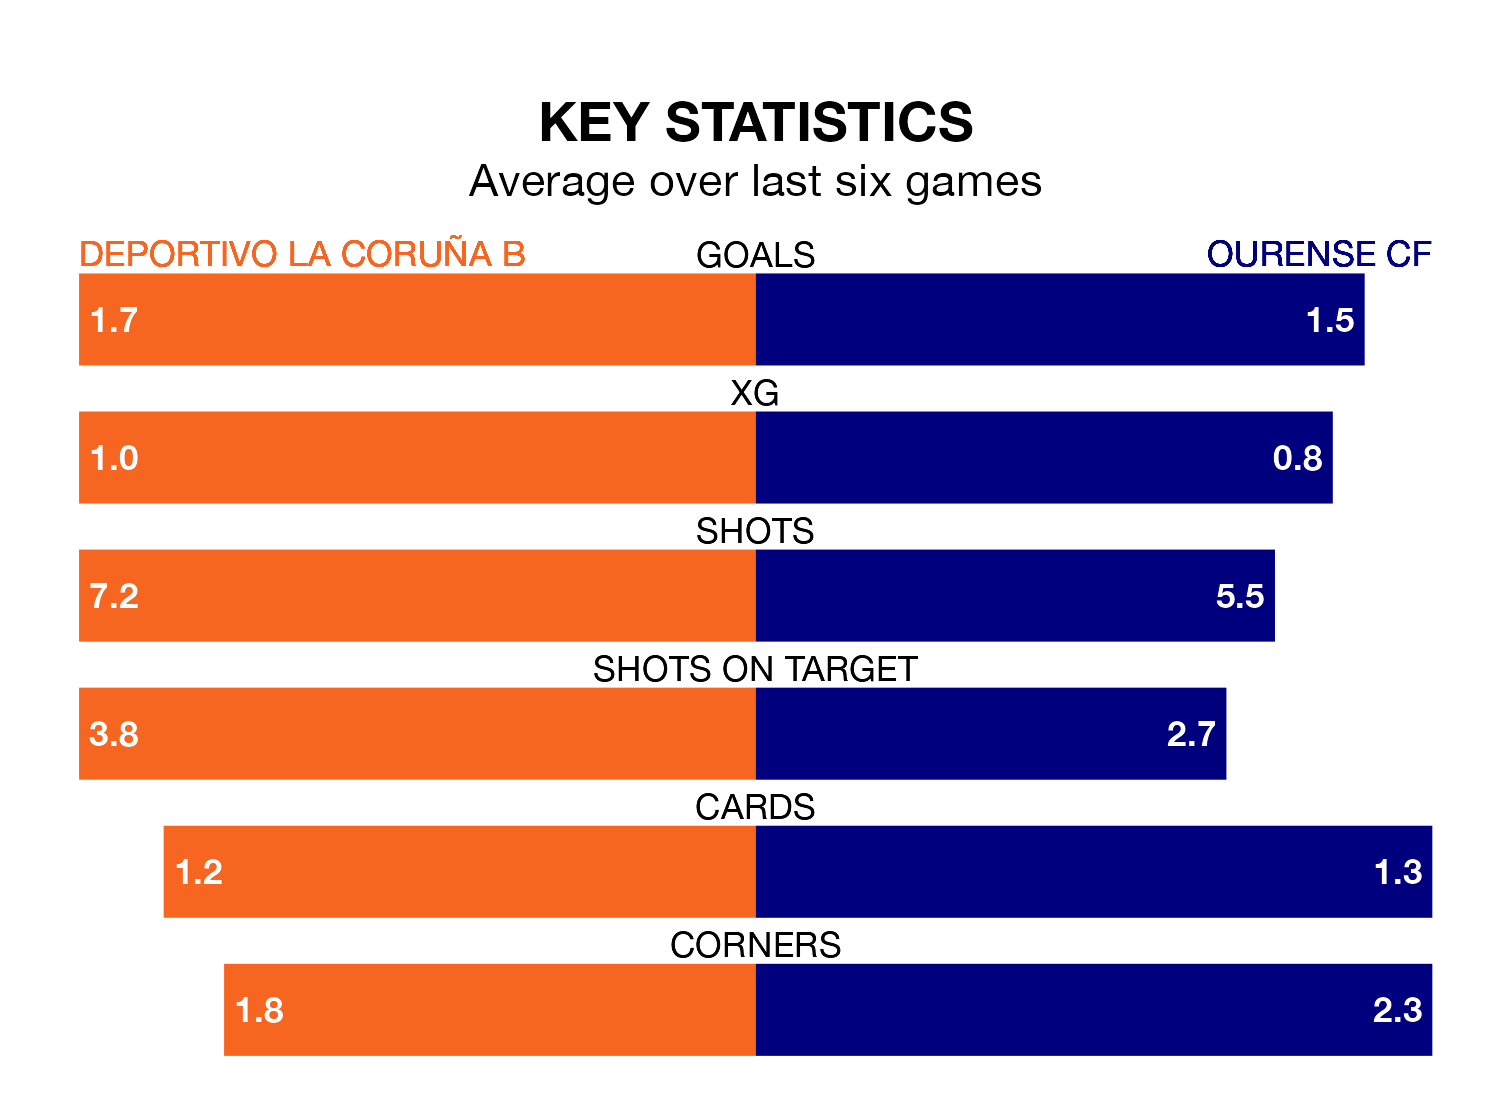 KEY STATISTICS
Average over last six games
DEPORTIVO LA CORUÑA B GOALS OURENSE CF
1.7 1.5
XG
1.0 0.8
SHOTS
7.2 5.5
SHOTS ON TARGET
3.8 2.7
CARDS
1.2 1.3
CORNERS
1.8 2.3